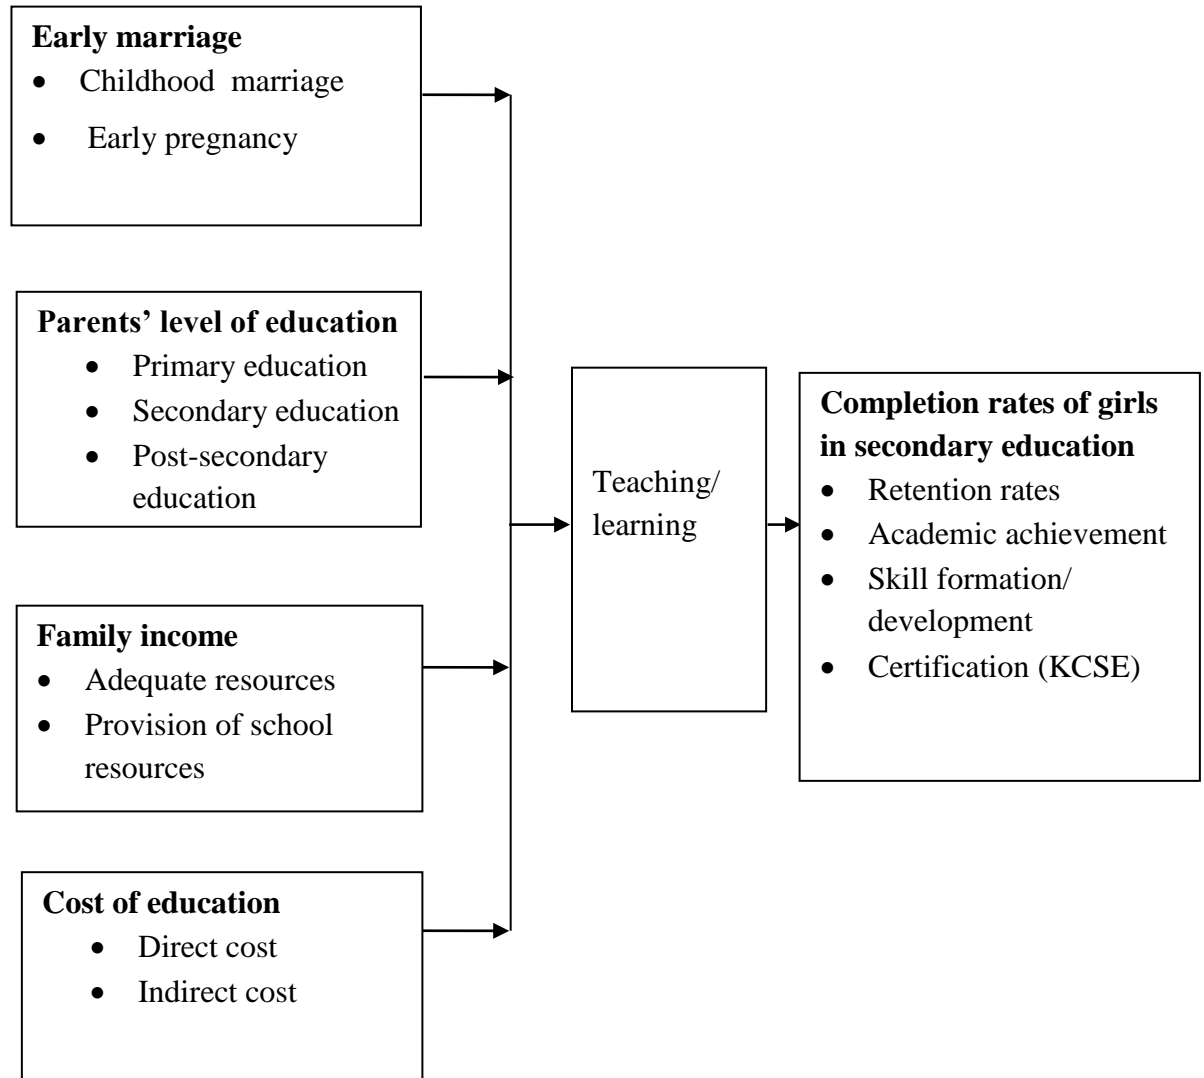 Early marriage
• Childhood marriage
• Early pregnancy
Parents’ level of education
• Primary education
• Secondary education
• Post-secondary
education
Family income
• Adequate resources
• Provision of school
resources
Cost of education
• Direct cost
• Indirect cost
Teaching/
learning
Completion rates of girls
in secondary education
• Retention rates
• Academic achievement
• Skill formation/
development
• Certification (KCSE)